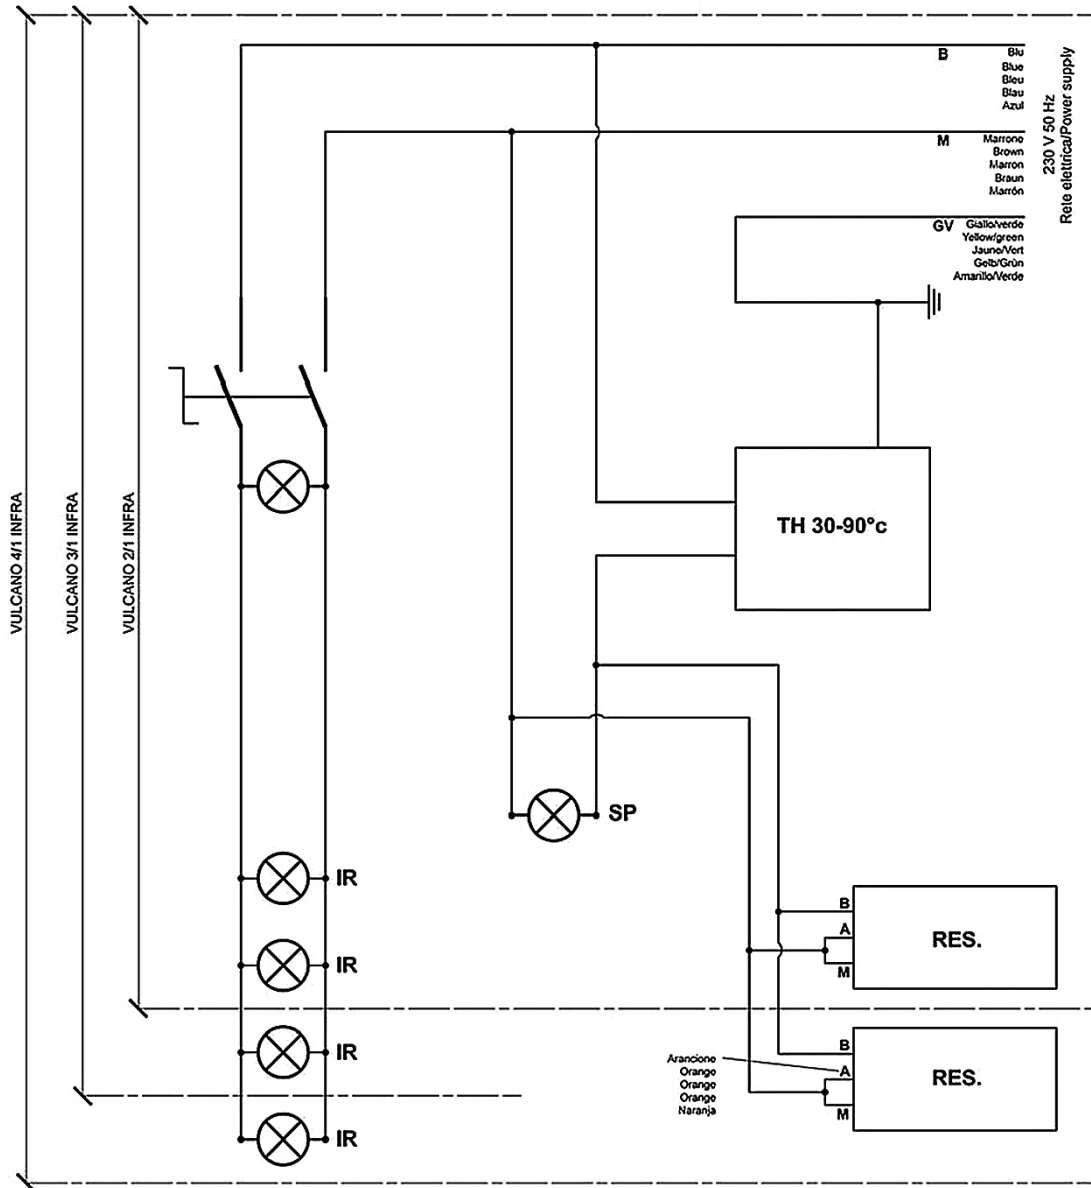 B
Blu
Blue
Bleu
Blau
Azul
M
Marrone
Brown
Marron
Braun
Marrón
GV
Giallo/verde
Yellow/green
Jaune/Vert
Gelb/Grün
Amarillo/Verde
230 V 50 Hz
Rete elettrica/Power supply
VULCANO 4/1 INFRA
VULCANO 3/1 INFRA
VULCANO 2/1 INFRA
TH 30-90°c
SP
IR
IR
IR
IR
B
A
M
RES.
B
A
M
RES.
Arancione
Orange
Orange
Orange
Naranja